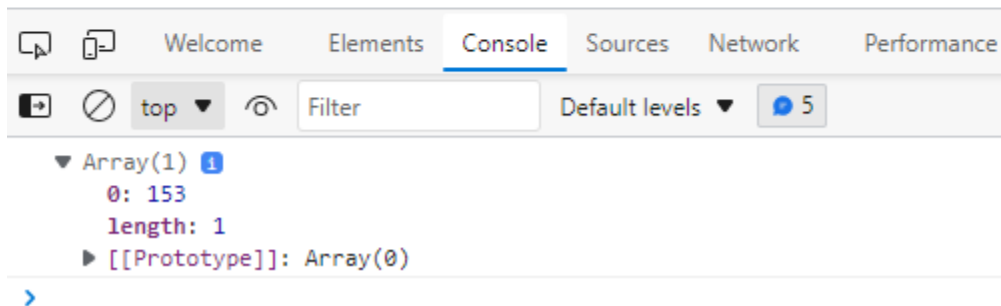 Welcome Elements Console Sources Network Performance
top ▼ Filter Default levels ▼ 5
▼ Array(1) i
0: 153
length: 1
▶ [[Prototype]]: Array(0)
>